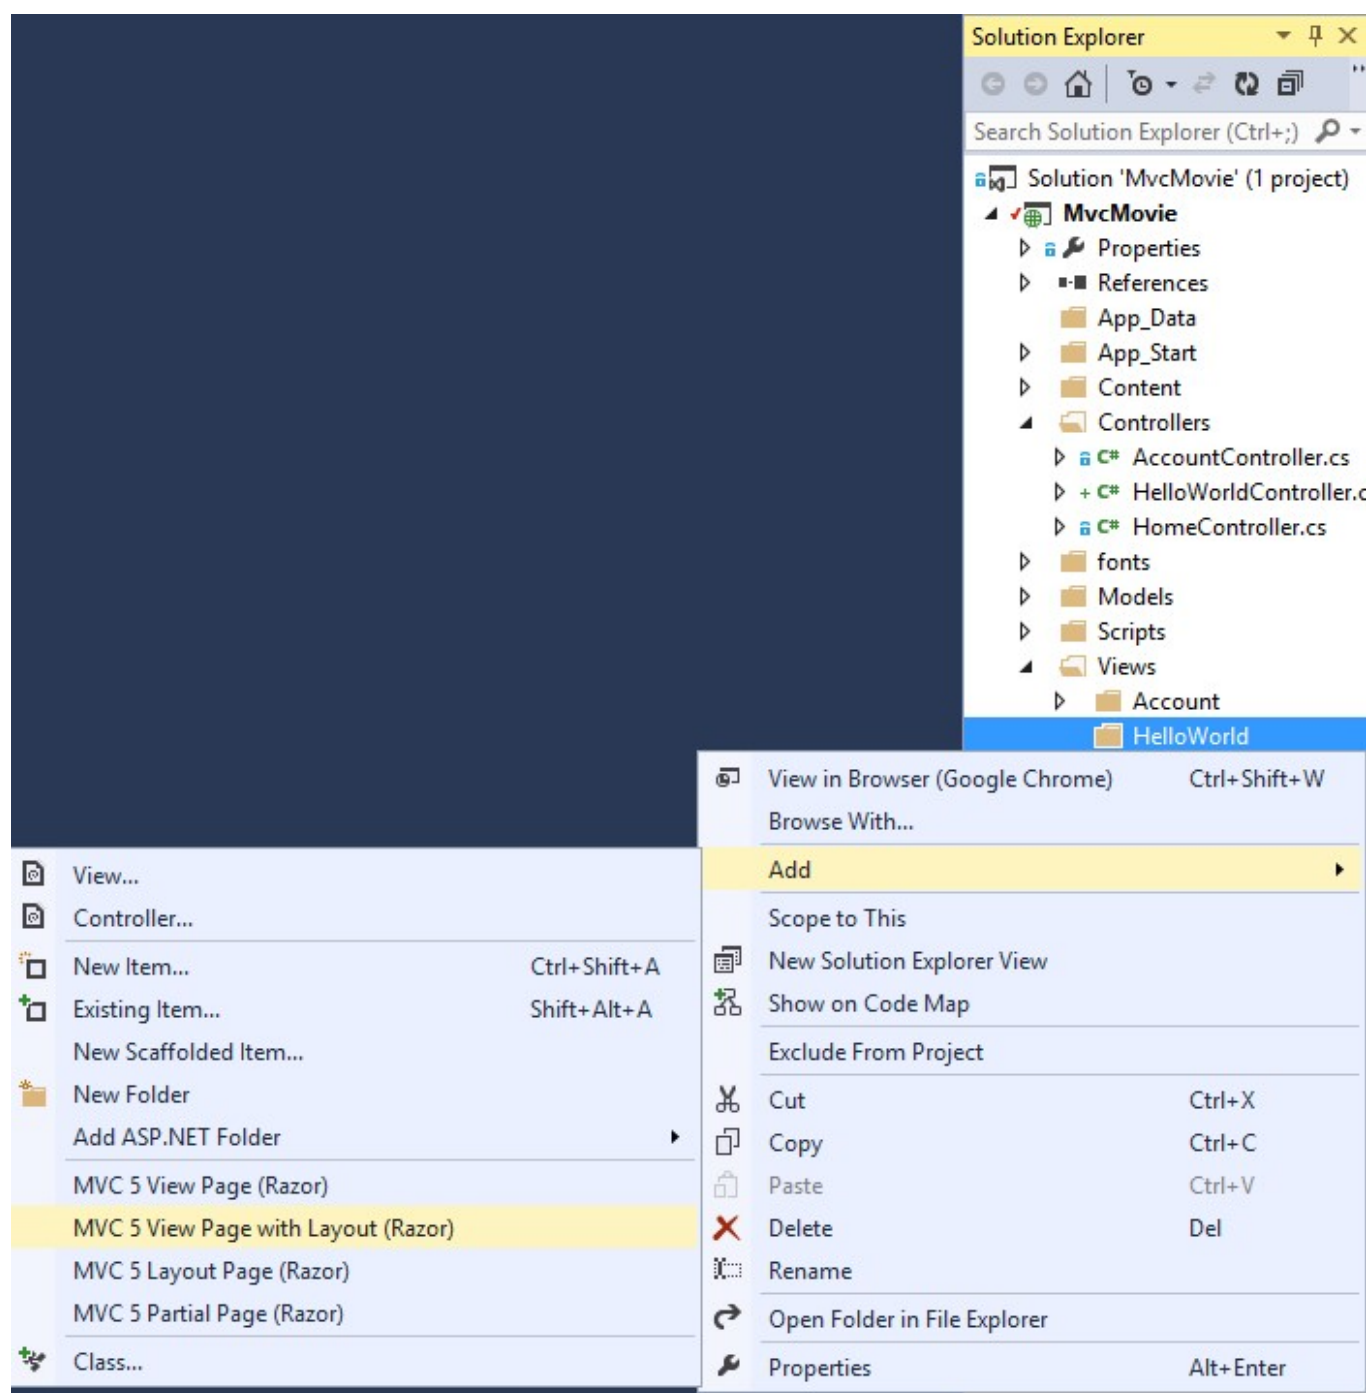 Solution Explorer
Search Solution Explorer (Ctrl+;)
Solution 'MvcMovie' (1 project)
MvcMovie
Properties
References
App_Data
App_Start
Content
Controllers
C# AccountController.cs
+ C# HelloWorldController.c
C# HomeController.cs
fonts
Models
Scripts
Views
Account
HelloWorld
View in Browser (Google Chrome) Ctrl+Shift+W
Browse With...
Add
Scope to This
New Solution Explorer View
Show on Code Map
Exclude From Project
Cut Ctrl+X
Copy Ctrl+C
Paste Ctrl+V
Delete Del
Rename
Open Folder in File Explorer
Properties Alt+Enter
View...
Controller...
New Item... Ctrl+Shift+A
Existing Item... Shift+Alt+A
New Scaffolded Item...
New Folder
Add ASP.NET Folder
MVC 5 View Page (Razor)
MVC 5 View Page with Layout (Razor)
MVC 5 Layout Page (Razor)
MVC 5 Partial Page (Razor)
Class...